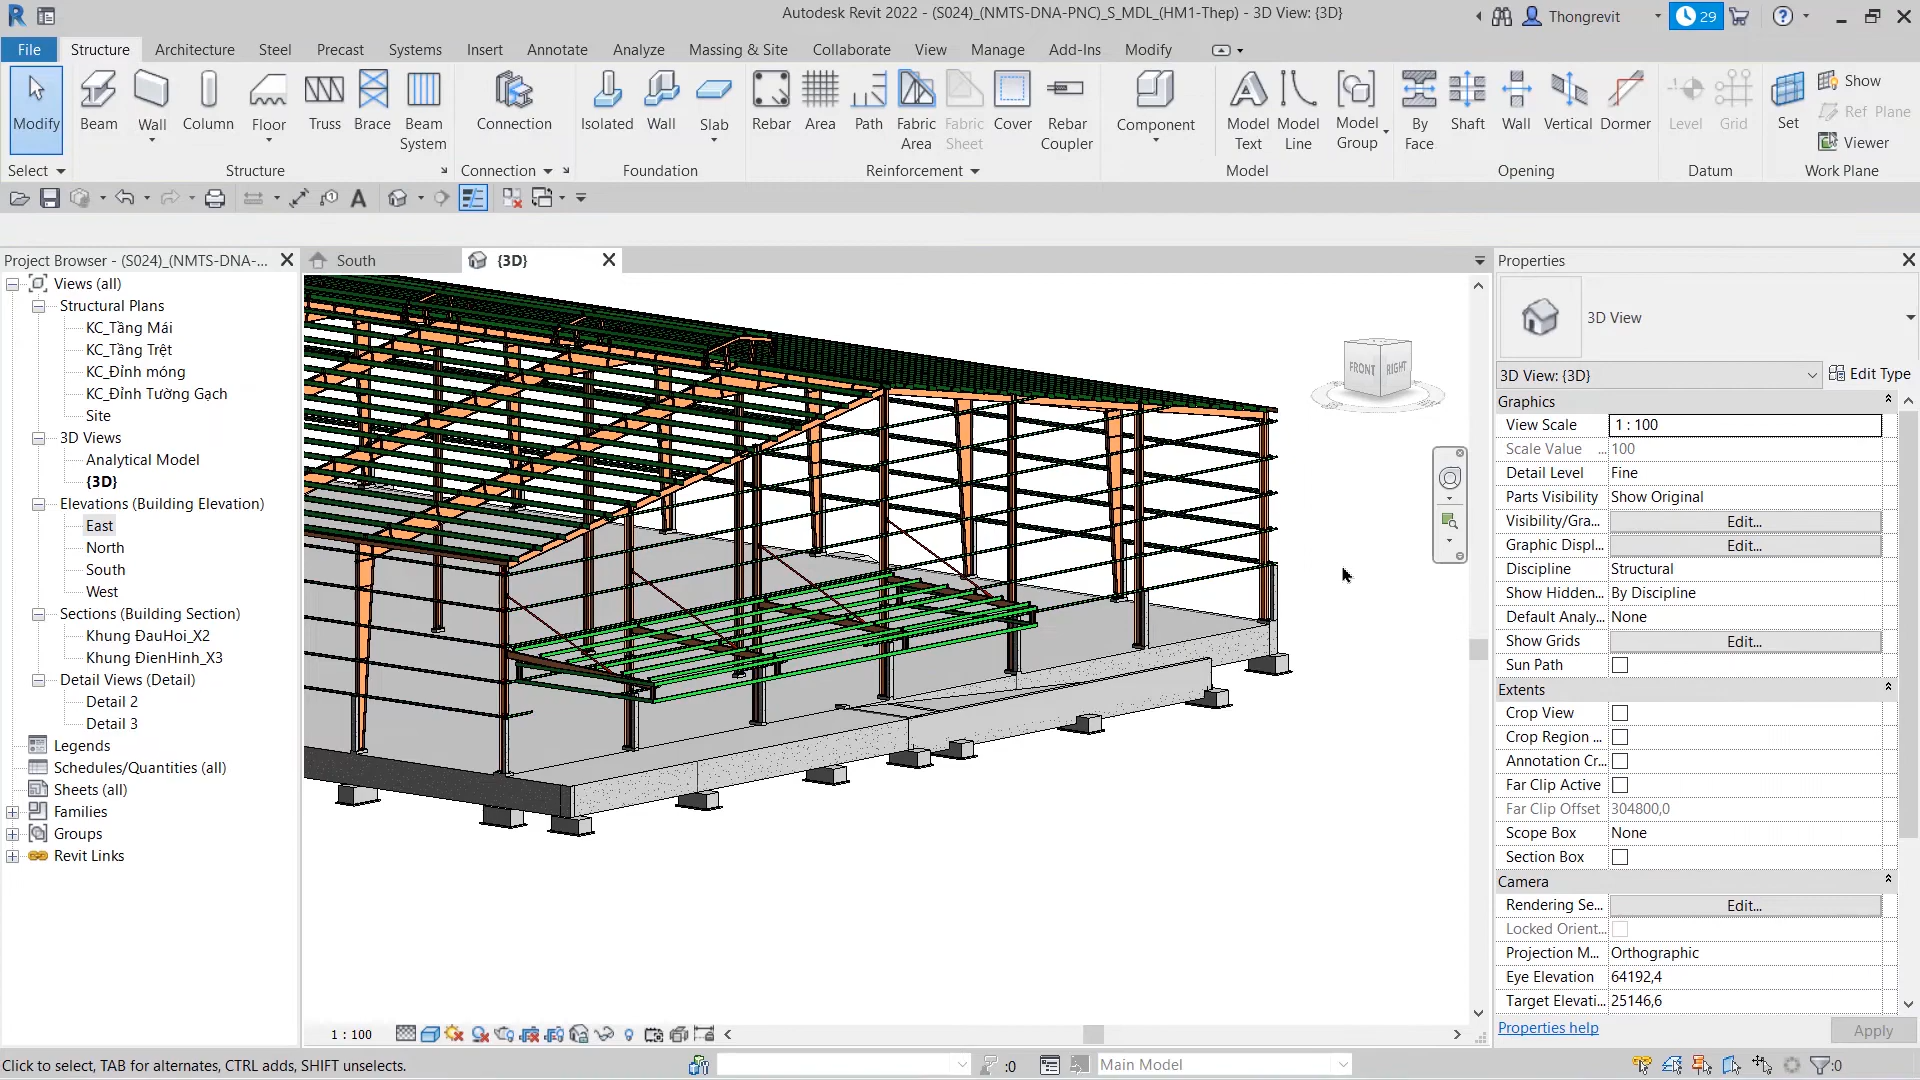 Autodesk Revit 2022 - (S024)_(NMTS-DNA-PNC)_S_MDL_(HM1-Thep) - 3D View: {3D}
Thongrevit
29
File Structure Architecture Steel Precast Systems Insert Annotate Analyze Massing & Site Collaborate View Manage Add-Ins Modify
Modify
Beam
Wall
Column
Floor
Truss
Brace
Beam System
Connection
Isolated
Wall
Slab
Rebar
Area
Path
Fabric Area
Fabric Sheet
Cover
Rebar Coupler
Component
Model Text
Model Line
Model Group
By Face
Shaft
Wall
Vertical
Dormer
Level
Grid
Set
Show
Ref Plane
Viewer
Select
Structure
Connection
Foundation
Reinforcement
Model
Opening
Datum
Work Plane
Project Browser - (S024)_(NMTS-DNA-...
South
{3D}
Properties
Views (all)
Structural Plans
KC_Tầng Mái
KC_Tầng Trệt
KC_Đỉnh móng
KC_Đỉnh Tường Gạch
Site
3D Views
Analytical Model
{3D}
Elevations (Building Elevation)
East
North
South
West
Sections (Building Section)
Khung ĐauHoi_X2
Khung ĐienHinh_X3
Detail Views (Detail)
Detail 2
Detail 3
Legends
Schedules/Quantities (all)
Sheets (all)
Families
Groups
Revit Links
FRONT
RIGHT
3D View
3D View: {3D}
Edit Type
Graphics
View Scale 1 : 100
Scale Value ... 100
Detail Level Fine
Parts Visibility Show Original
Visibility/Gra... Edit...
Graphic Displ... Edit...
Discipline Structural
Show Hidden... By Discipline
Default Analy... None
Show Grids Edit...
Sun Path
Extents
Crop View
Crop Region ...
Annotation Cr...
Far Clip Active
Far Clip Offset 304800,0
Scope Box None
Section Box
Camera
Rendering Se... Edit...
Locked Orient...
Projection M... Orthographic
Eye Elevation 64192,4
Target Elevati... 25146,6
Properties help
Apply
1 : 100
Click to select, TAB for alternates, CTRL adds, SHIFT unselects.
:0
Main Model
:0